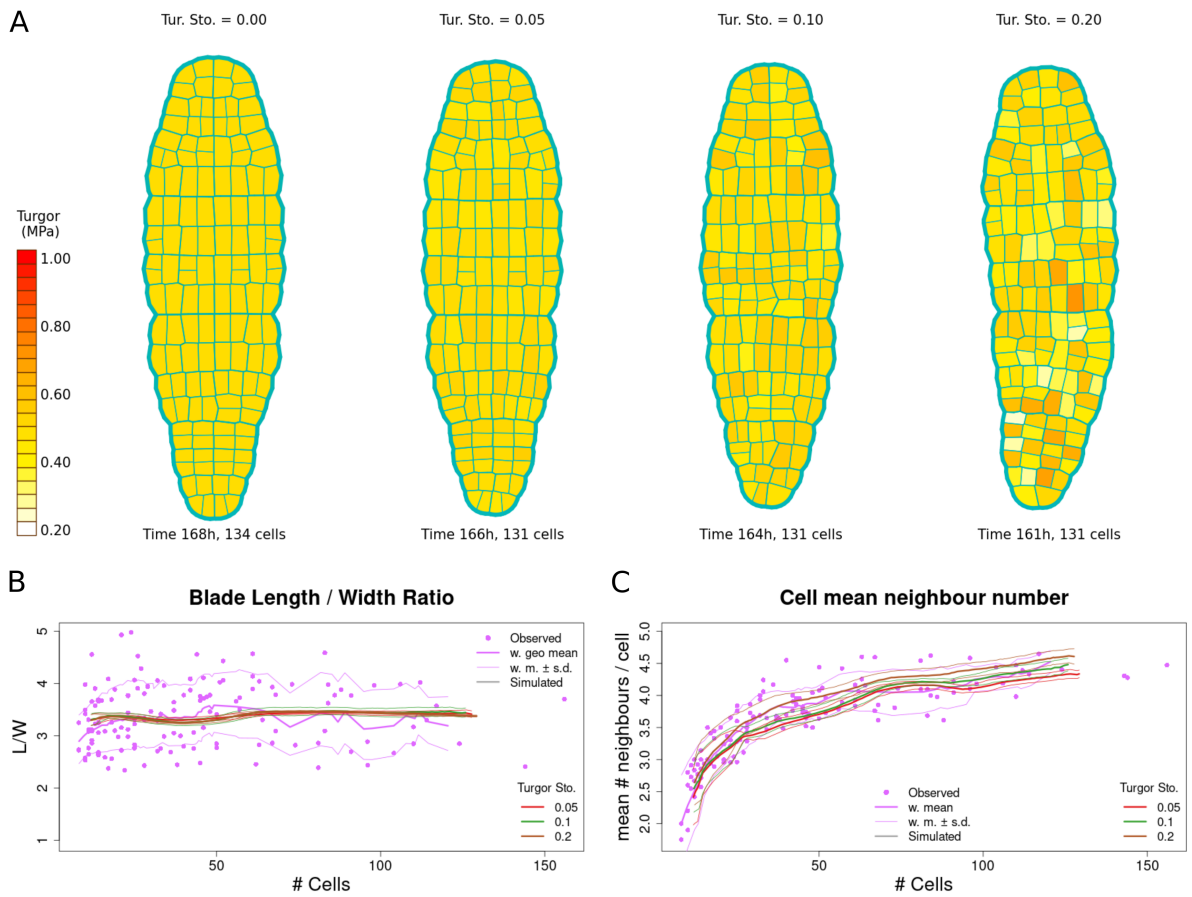 A
Tur. Sto. = 0.00
Tur. Sto. = 0.05
Tur. Sto. = 0.10
Tur. Sto. = 0.20
Turgor
(MPa)
1.00
0.80
0.60
0.40
0.20
Time 168h, 134 cells
Time 166h, 131 cells
Time 164h, 131 cells
Time 161h, 131 cells
B
Blade Length / Width Ratio
L/W
5
4
3
2
1
Observed
w. geo mean
w. m. ± s.d.
Simulated
Turgor Sto.
0.05
0.1
0.2
50
100
150
# Cells
C
Cell mean neighbour number
mean # neighbours / cell
5.0
4.5
4.0
3.5
3.0
2.5
2.0
Observed
w. mean
w. m. ± s.d.
Simulated
Turgor Sto.
0.05
0.1
0.2
50
100
150
# Cells